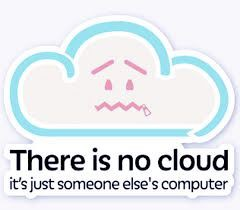 There is no cloud
it's just someone else's computer